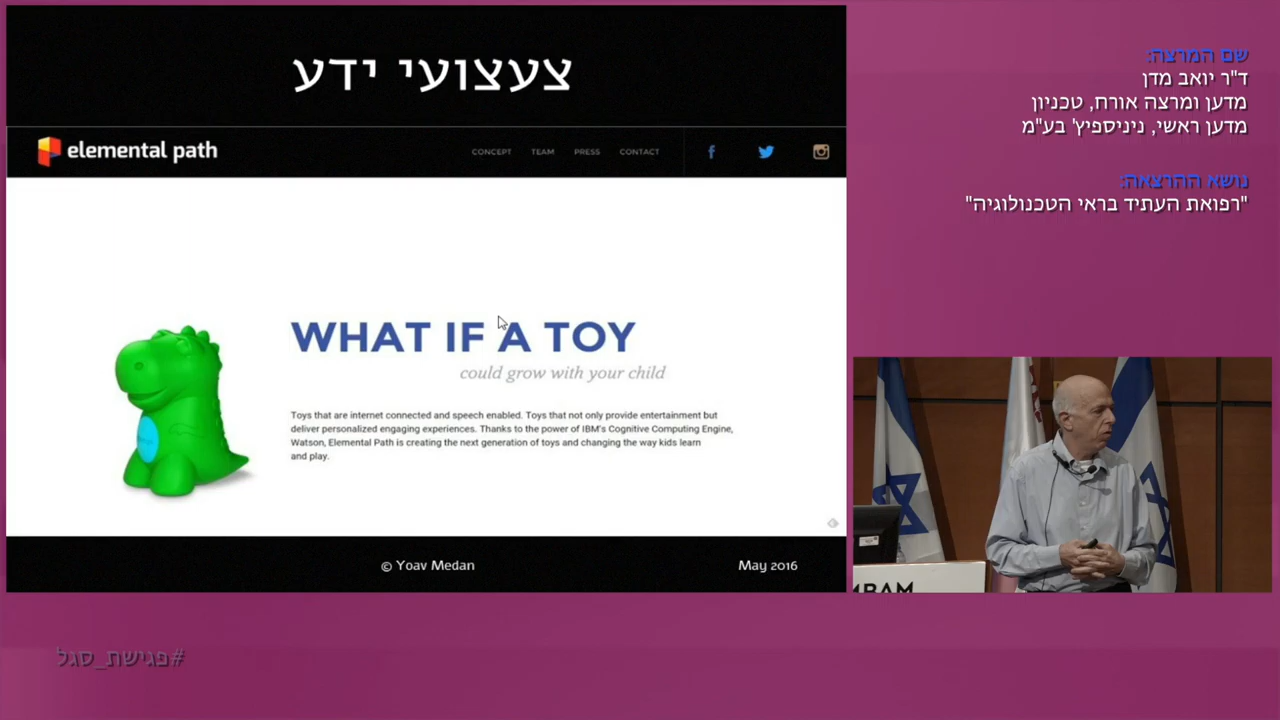 צעצועי ידע
elemental path
CONCEPT TEAM PRESS CONTACT
WHAT IF A TOY
could grow with your child
Toys that are internet connected and speech enabled. Toys that not only provide entertainment but
deliver personalized engaging experiences. Thanks to the power of IBM's Cognitive Computing Engine,
Watson, Elemental Path is creating the next generation of toys and changing the way kids learn
and play.
© Yoav Medan
May 2016
שם המרצה:
ד"ר יואב מדן
מדען ומרצה אורח, טכניון
מדען ראשי, ניניספיץ' בע"מ
נושא ההרצאה:
"רפואת העתיד בראי הטכנולוגיה"
#פגישת_סגל